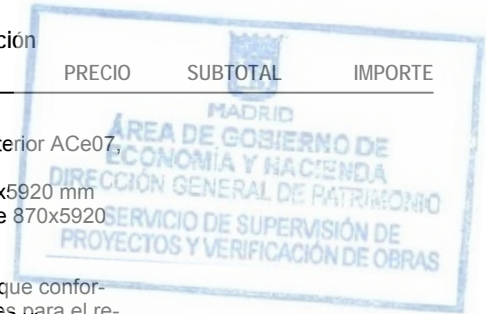 ción
PRECIO SUBTOTAL IMPORTE
MADRID
terior ACe07,
ÁREA DE GOBIERNO DE
ECONOMÍA Y HACIENDA
x5920 mm
DIRECCIÓN GENERAL DE PATRIMONIO
e 870x5920
SERVICIO DE SUPERVISIÓN DE
PROYECTOS Y VERIFICACIÓN DE OBRAS
que confor-
es para el re-